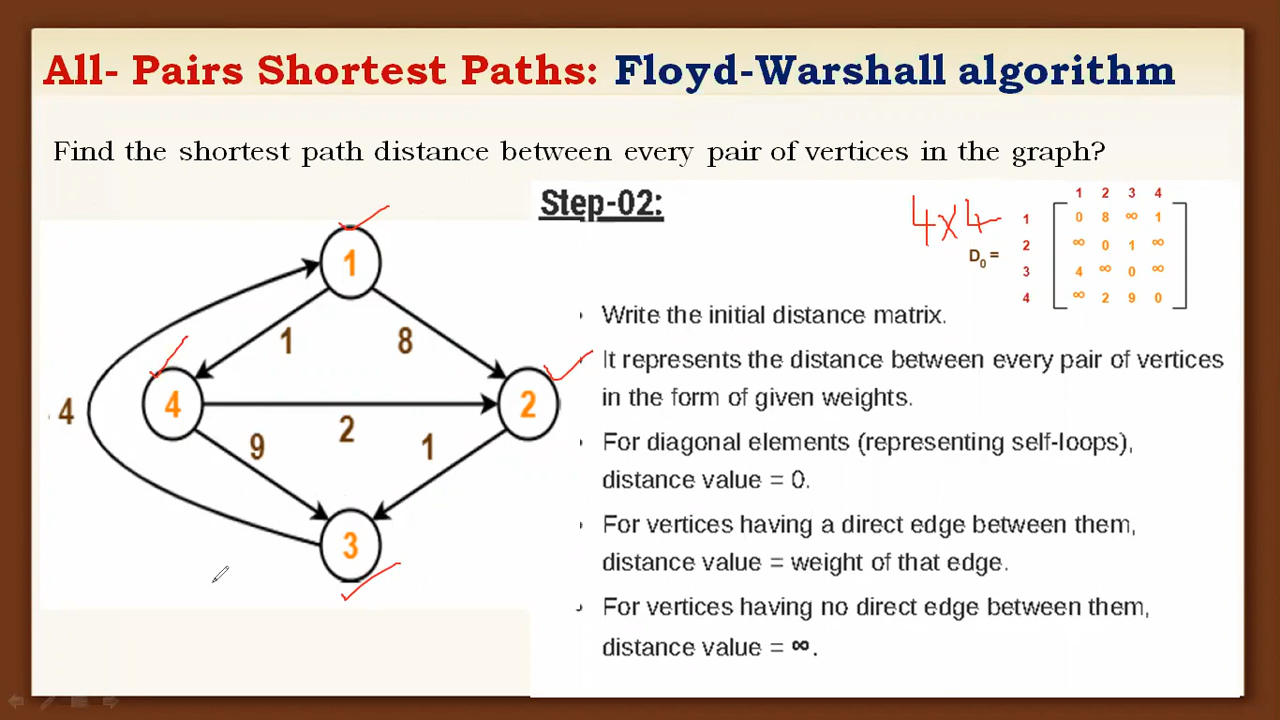 All- Pairs Shortest Paths: Floyd-Warshall algorithm
Find the shortest path distance between every pair of vertices in the graph?
Step-02:
4x4
1 2 3 4
1 0 8 ∞ 1
2 ∞ 0 1 ∞
D0 =
3 4 ∞ 0 ∞
4 ∞ 2 9 0
1
1 8
4 4 2
9 2 1
3
Write the initial distance matrix.
It represents the distance between every pair of vertices
in the form of given weights.
For diagonal elements (representing self-loops),
distance value = 0.
For vertices having a direct edge between them,
distance value = weight of that edge.
For vertices having no direct edge between them,
distance value = ∞.